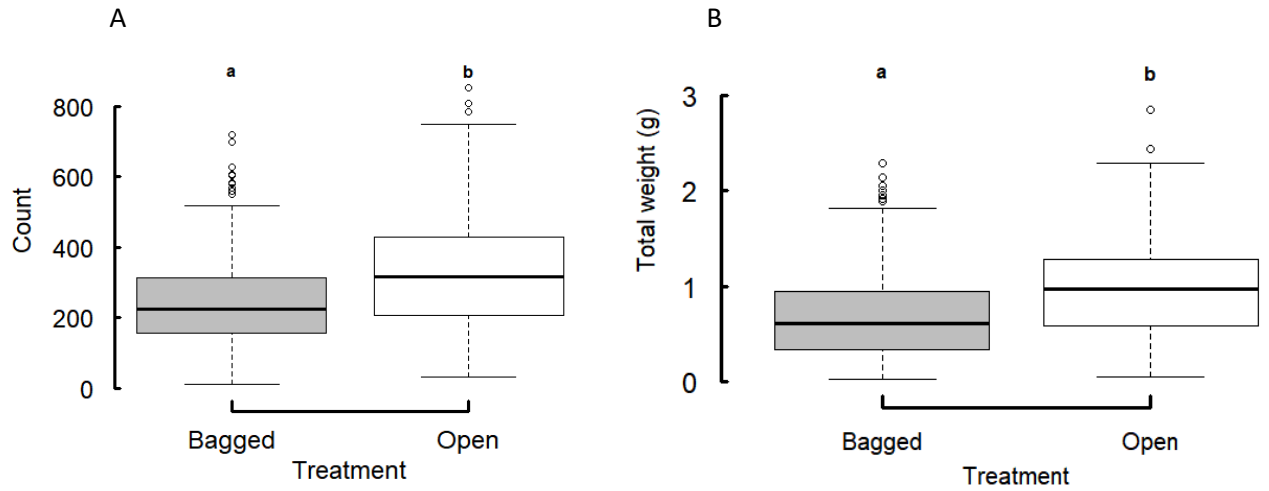 A
a
b
800
600
400
200
0
Count
Bagged
Open
Treatment
B
a
b
3
2
1
0
Total weight (g)
Bagged
Open
Treatment